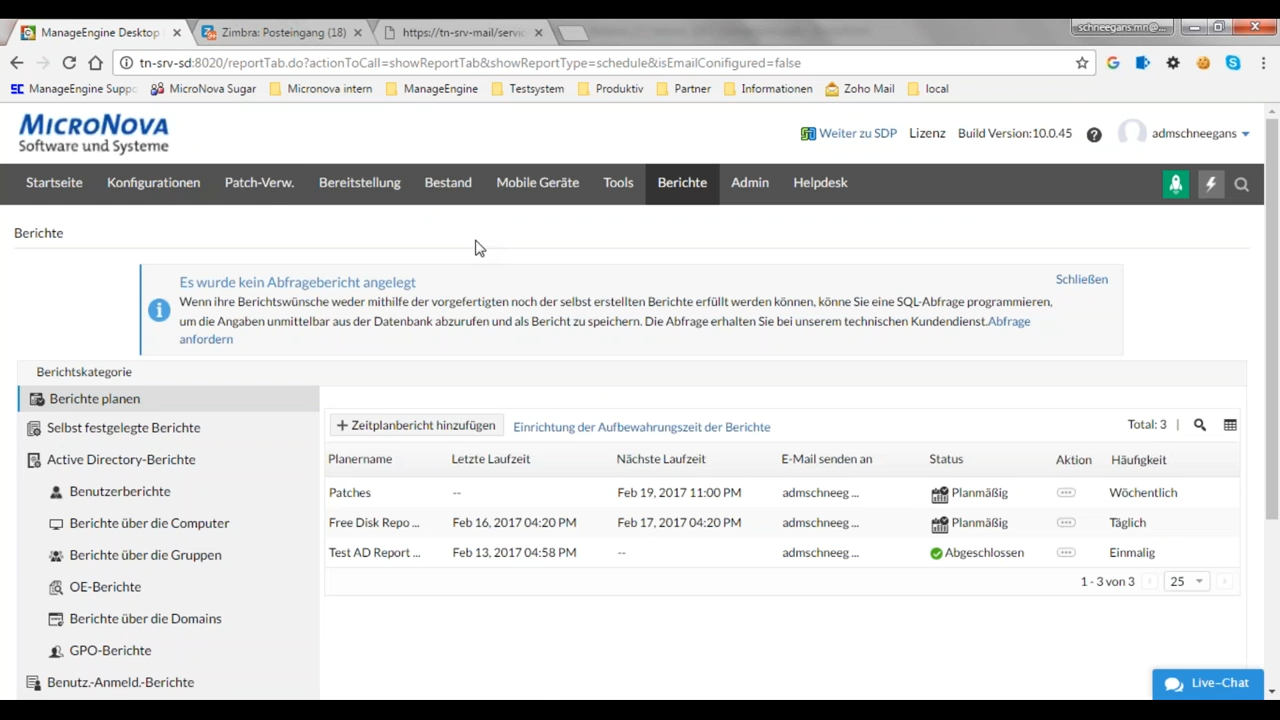 ManageEngine Desktop
Zimbra: Posteingang (18)
https://tn-srv-mail/servic
schneegans.mn@...
tn-srv-sd:8020/reportTab.do?actionToCall=showReportTab&showReportType=schedule&isEmailConfigured=false
ManageEngine Suppo
MicroNova Sugar
Micronova intern
ManageEngine
Testsystem
Produktiv
Partner
Informationen
Zoho Mail
local
MICRONOVA
Software und Systeme
Weiter zu SDP
Lizenz
Build Version:10.0.45
admschneegans
Startseite
Konfigurationen
Patch-Verw.
Bereitstellung
Bestand
Mobile Geräte
Tools
Berichte
Admin
Helpdesk
Berichte
Es wurde kein Abfragebericht angelegt
Schließen
Wenn ihre Berichtswünsche weder mithilfe der vorgefertigten noch der selbst erstellten Berichte erfüllt werden können, könne Sie eine SQL-Abfrage programmieren,
um die Angaben unmittelbar aus der Datenbank abzurufen und als Bericht zu speichern. Die Abfrage erhalten Sie bei unserem technischen Kundendienst.Abfrage
anfordern
Berichtskategorie
Berichte planen
Selbst festgelegte Berichte
Active Directory-Berichte
Benutzerberichte
Berichte über die Computer
Berichte über die Gruppen
OE-Berichte
Berichte über die Domains
GPO-Berichte
Benutz.-Anmeld.-Berichte
+ Zeitplanbericht hinzufügen
Einrichtung der Aufbewahrungszeit der Berichte
Total: 3 |
Planername Letzte Laufzeit Nächste Laufzeit E-Mail senden an Status Aktion Häufigkeit
Patches -- Feb 19, 2017 11:00 PM admschneeg ... Planmäßig Wöchentlich
Free Disk Repo ... Feb 16, 2017 04:20 PM Feb 17, 2017 04:20 PM admschneeg ... Planmäßig Täglich
Test AD Report ... Feb 13, 2017 04:58 PM -- admschneeg ... Abgeschlossen Einmalig
1 - 3 von 3 25
Live-Chat